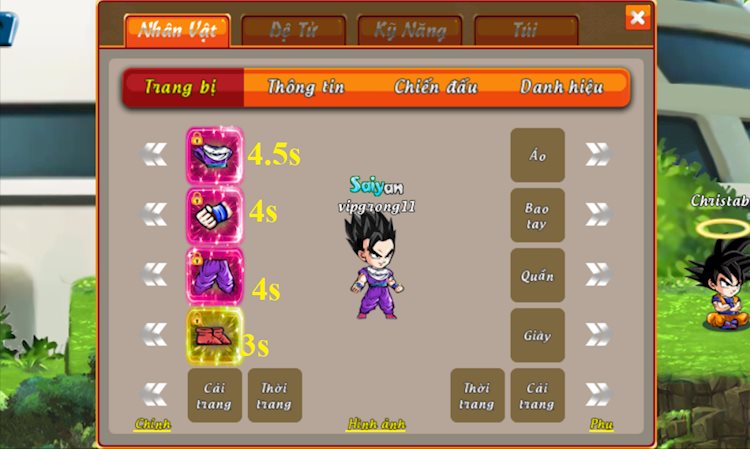 Nhân Vật
Đệ Tử
Kỹ Năng
Túi
Trang bị
Thông tin
Chiến đấu
Danh hiệu
4.5s
Áo
Saiyan
vipgrong11
Christab
4s
Bao
tay
4s
Quần
3s
Giày
Cải
trang
Thời
trang
Thời
trang
Cải
trang
Chính
Hình ảnh
Phụ